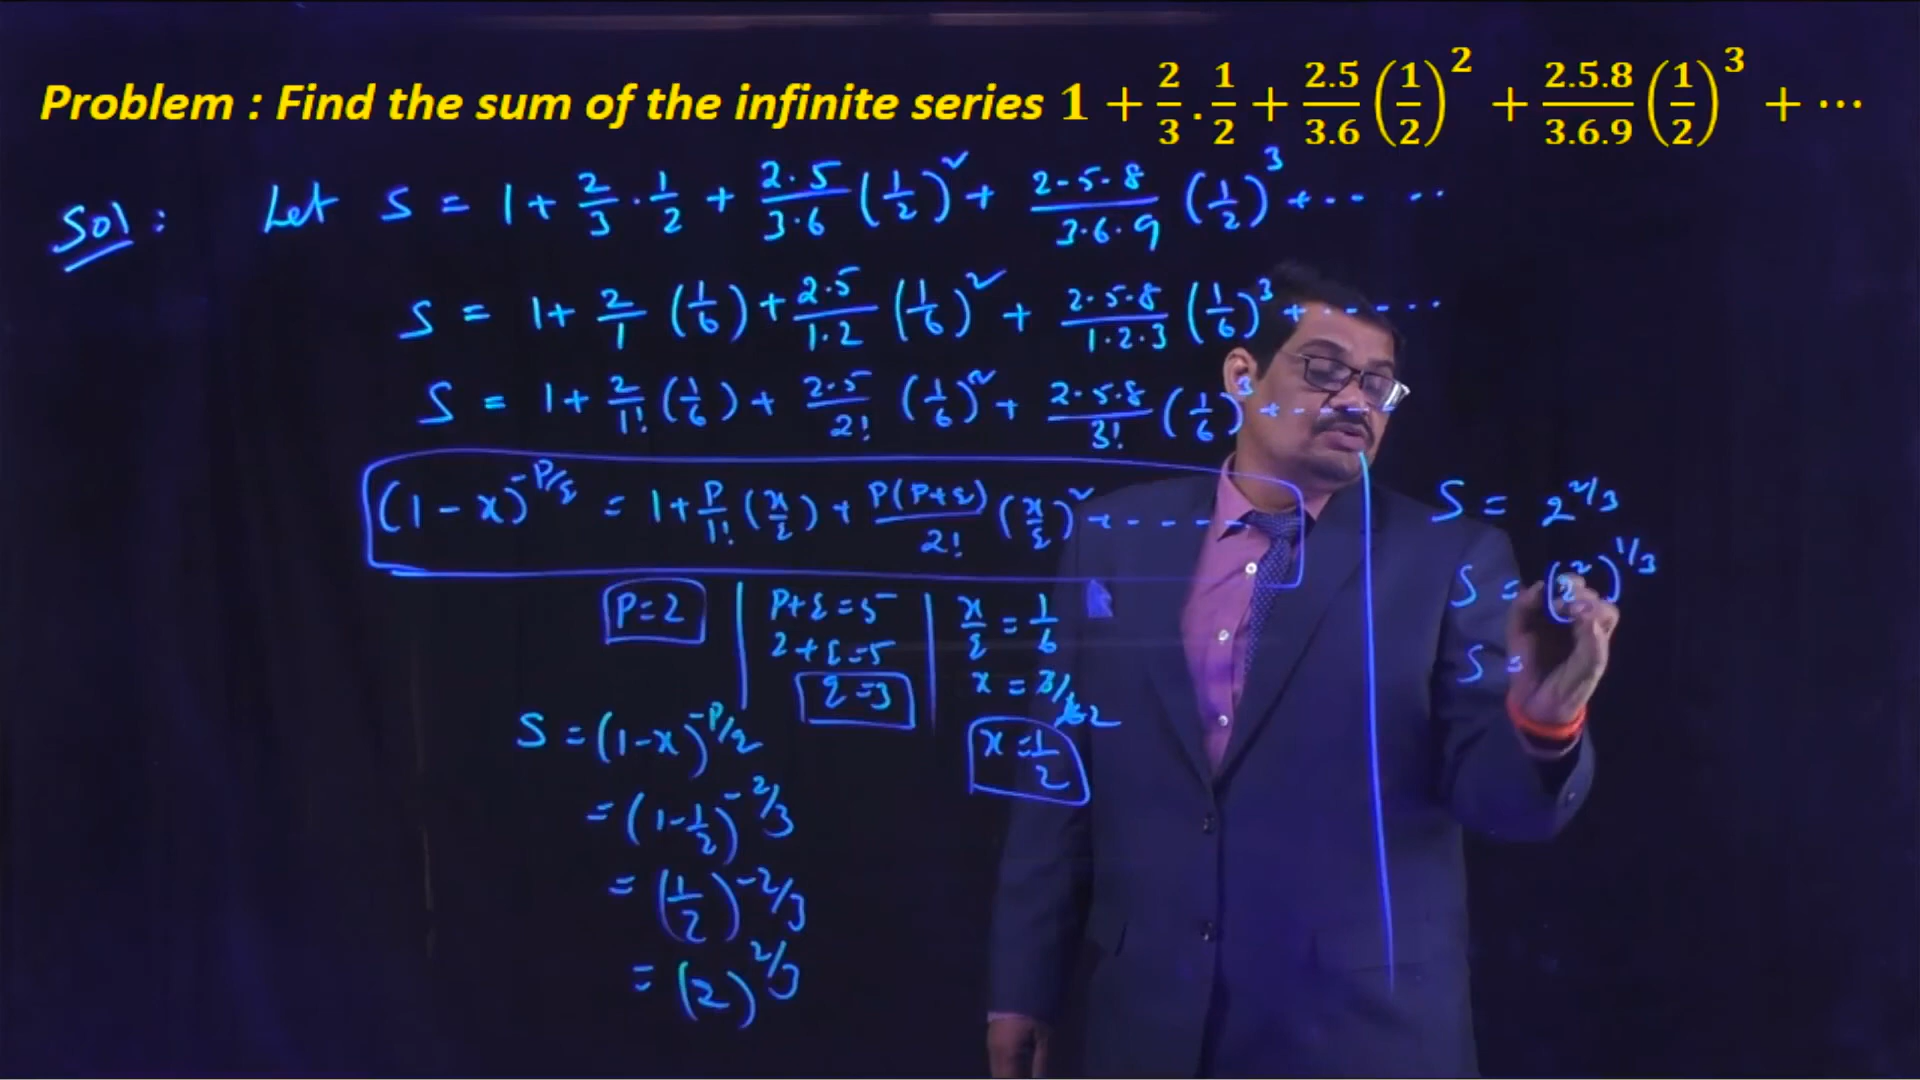 Problem : Find the sum of the infinite series 1 + 2/3 . 1/2 + 2.5/3.6 (1/2)^2 + 2.5.8/3.6.9 (1/2)^3 + ⋯
Sol : Let S = 1 + 2/3 · 1/2 + 2·5/3·6 (1/2)^2 + 2-5-8/3·6·9 (1/2)^3 + - - - -
S = 1 + 2/1 (1/6) + 2·5/1·2 (1/6)^2 + 2·5·8/1·2·3 (1/6)^3 + - - - - -
S = 1 + 2/1! (1/6) + 2·5/2! (1/6)^2 + 2·5·8/3! (1/6)^3 + - - - -
(1 - x)^-P/q = 1 + P/1! (x/q) + P(P+q)/2! (x/q)^2 + - - - -
P=2
P+q=5
2+q=5
q=3
x/q = 1/6
x = 3/6 2
x = 1/2
S = (1-x)^-P/q
= (1-1/2)^-2/3
= (1/2)^-2/3
= (2)^2/3
S = 2^2/3
S = (2^2)^1/3
S =